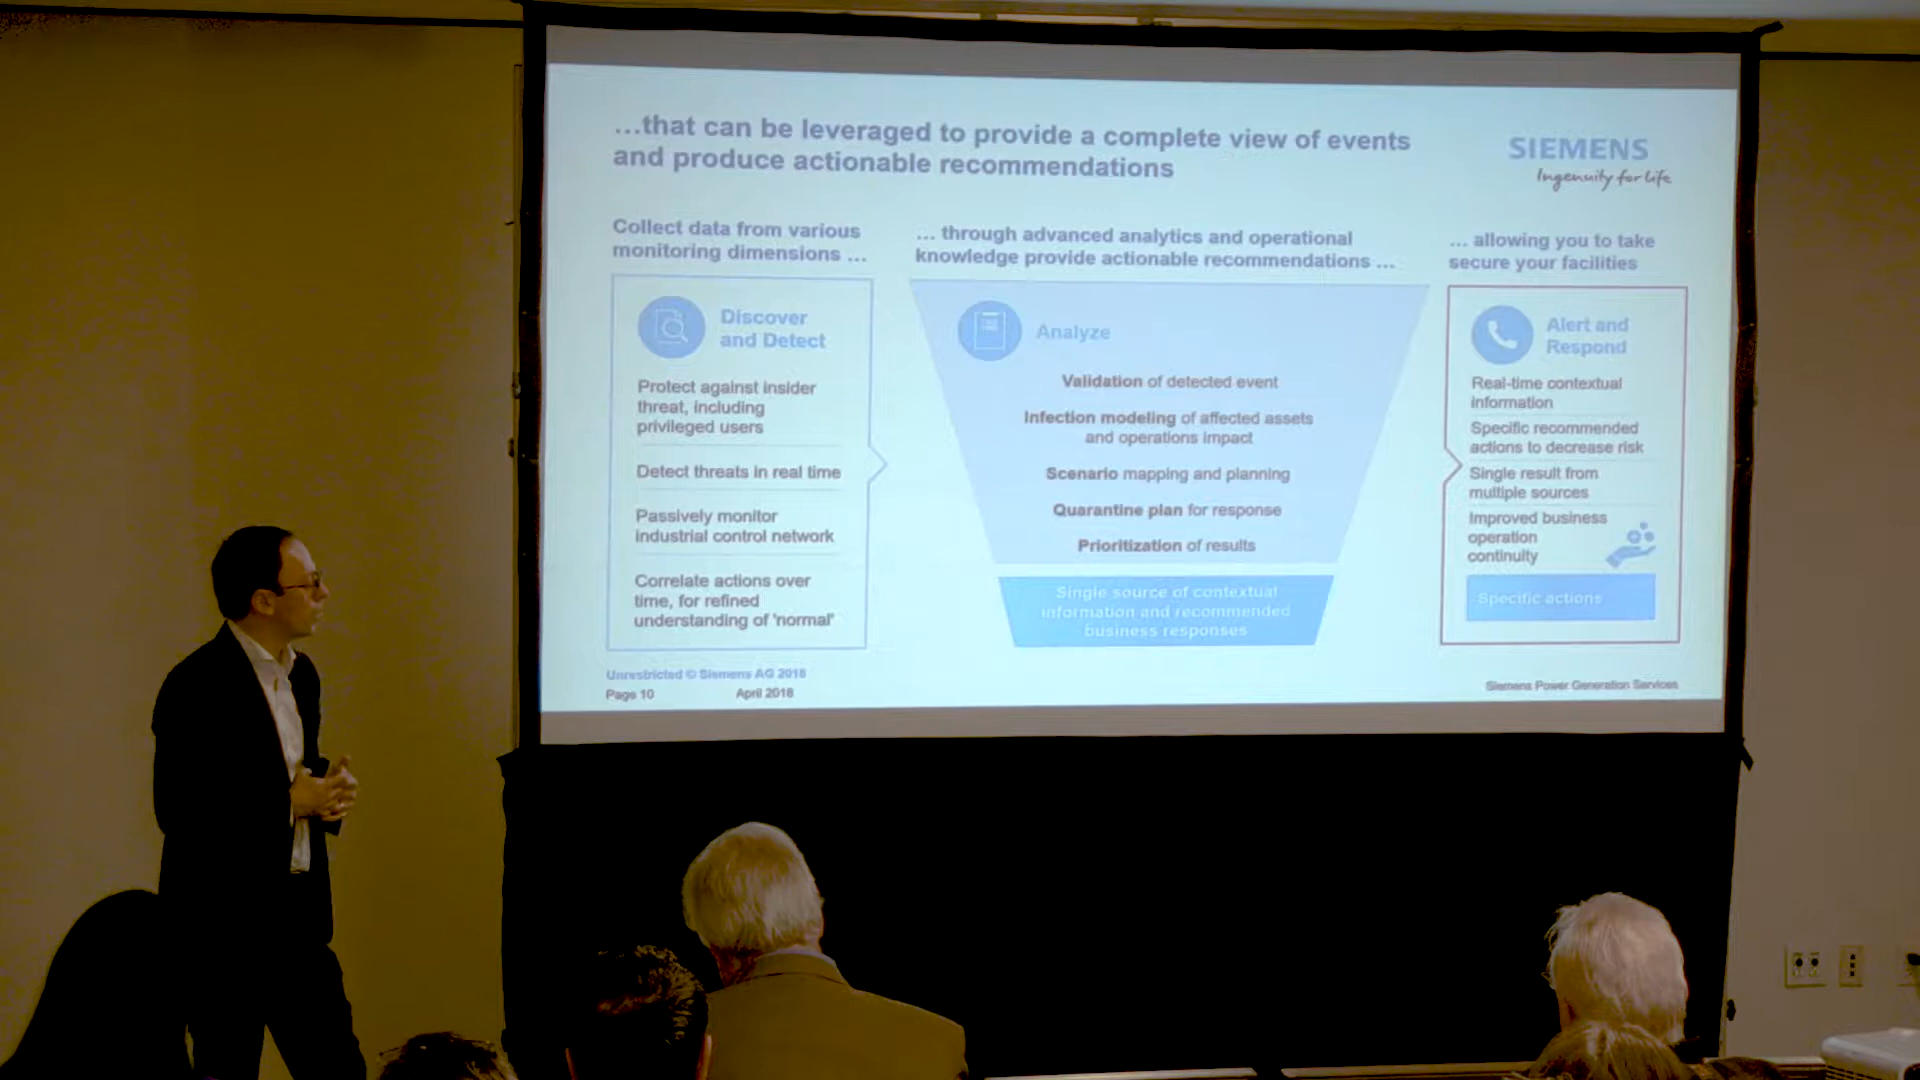 ...that can be leveraged to provide a complete view of events
and produce actionable recommendations
SIEMENS
Ingenuity for life
Collect data from various
monitoring dimensions ...
Discover
and Detect
Protect against insider
threat, including
privileged users
Detect threats in real time
Passively monitor
industrial control network
Correlate actions over
time, for refined
understanding of 'normal'
... through advanced analytics and operational
knowledge provide actionable recommendations ...
Analyze
Validation of detected event
Infection modeling of affected assets
and operations impact
Scenario mapping and planning
Quarantine plan for response
Prioritization of results
Single source of contextual
information and recommended
business responses
... allowing you to take
secure your facilities
Alert and
Respond
Real-time contextual
information
Specific recommended
actions to decrease risk
Single result from
multiple sources
Improved business
operation
continuity
Specific actions
Unrestricted © Siemens AG 2018
Page 10 April 2018
Siemens Power Generation Services